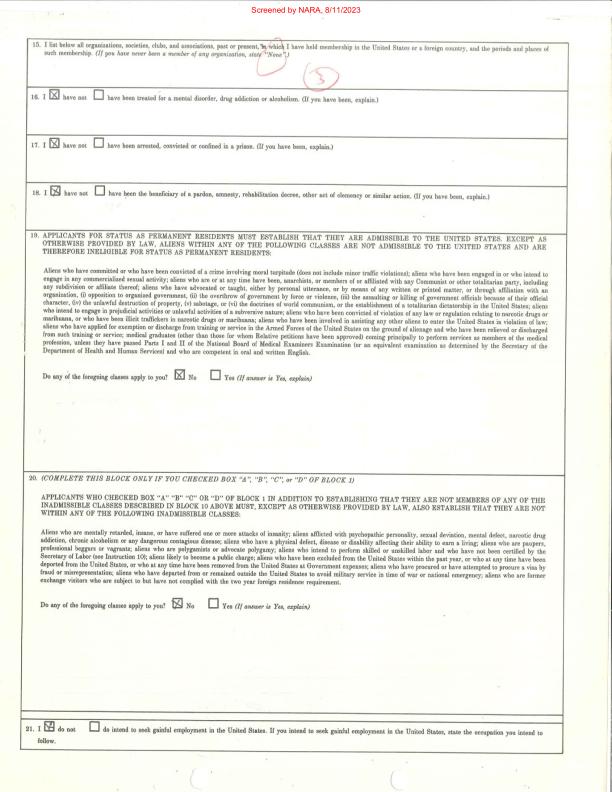 Screened by NARA, 8/11/2023
15. I list below all organizations, societies, clubs, and associations, past or present, in which I have held membership in the United States or a foreign country, and the periods and places of
such membership. (If you have never been a member of any organization, state "None".)
3
16. I ☒ have not ☐ have been treated for a mental disorder, drug addiction or alcoholism. (If you have been, explain.)
17. I ☒ have not ☐ have been arrested, convicted or confined in a prison. (If you have been, explain.)
18. I ☒ have not ☐ have been the beneficiary of a pardon, amnesty, rehabilitation decree, other act of clemency or similar action. (If you have been, explain.)
19. APPLICANTS FOR STATUS AS PERMANENT RESIDENTS MUST ESTABLISH THAT THEY ARE ADMISSIBLE TO THE UNITED STATES. EXCEPT AS
OTHERWISE PROVIDED BY LAW, ALIENS WITHIN ANY OF THE FOLLOWING CLASSES ARE NOT ADMISSIBLE TO THE UNITED STATES AND ARE
THEREFORE INELIGIBLE FOR STATUS AS PERMANENT RESIDENTS:
Aliens who have committed or who have been convicted of a crime involving moral turpitude (does not include minor traffic violations); aliens who have been engaged in or who intend to
engage in any commercialized sexual activity; aliens who are or at any time have been, anarchists, or members of or affiliated with any Communist or other totalitarian party, including
any subdivision or affiliate thereof; aliens who have advocated or taught, either by personal utterance, or by means of any written or printed matter, or through affiliation with an
organization, (i) opposition to organized government, (ii) the overthrow of government by force or violence, (iii) the assaulting or killing of government officials because of their official
character, (iv) the unlawful destruction of property, (v) sabotage, or (vi) the doctrines of world communism, or the establishment of a totalitarian dictatorship in the United States; aliens
who intend to engage in prejudicial activities or unlawful activities of a subversive nature; aliens who have been convicted of violation of any law or regulation relating to narcotic drugs or
marihuana, or who have been illicit traffickers in narcotic drugs or marihuana; aliens who have been involved in assisting any other aliens to enter the United States in violation of law;
aliens who have applied for exemption or discharge from training or service in the Armed Forces of the United States on the ground of alienage and who have been relieved or discharged
from such training or service; medical graduates (other than those for whom Relative petitions have been approved) coming principally to perform services as members of the medical
profession, unless they have passed Parts I and II of the National Board of Medical Examiners Examination (or an equivalent examination as determined by the Secretary of the
Department of Health and Human Services) and who are competent in oral and written English.
Do any of the foregoing classes apply to you? ☒ No ☐ Yes (If answer is Yes, explain)
20. (COMPLETE THIS BLOCK ONLY IF YOU CHECKED BOX "A", "B", "C", or "D" OF BLOCK 1)
APPLICANTS WHO CHECKED BOX "A" "B" "C" OR "D" OF BLOCK 1 IN ADDITION TO ESTABLISHING THAT THEY ARE NOT MEMBERS OF ANY OF THE
INADMISSIBLE CLASSES DESCRIBED IN BLOCK 19 ABOVE MUST, EXCEPT AS OTHERWISE PROVIDED BY LAW, ALSO ESTABLISH THAT THEY ARE NOT
WITHIN ANY OF THE FOLLOWING INADMISSIBLE CLASSES:
Aliens who are mentally retarded, insane, or have suffered one or more attacks of insanity; aliens afflicted with psychopathic personality, sexual deviation, mental defect, narcotic drug
addiction, chronic alcoholism or any dangerous contagious disease; aliens who have a physical defect, disease or disability affecting their ability to earn a living; aliens who are paupers,
professional beggars or vagrants; aliens who are polygamists or advocate polygamy; aliens who intend to perform skilled or unskilled labor and who have not been certified by the
Secretary of Labor (see Instruction 10); aliens likely to become a public charge; aliens who have been excluded from the United States within the past year, or who at any time have been
deported from the United States, or who at any time have been removed from the United States at Government expenses; aliens who have procured or have attempted to procure a visa by
fraud or misrepresentation; aliens who have departed from or remained outside the United States to avoid military service in time of war or national emergency; aliens who are former
exchange visitors who are subject to but have not complied with the two year foreign residence requirement.
Do any of the foregoing classes apply to you? ☒ No ☐ Yes (If answer is Yes, explain)
21. I ☒ do not ☐ do intend to seek gainful employment in the United States. If you intend to seek gainful employment in the United States, state the occupation you intend to
follow.